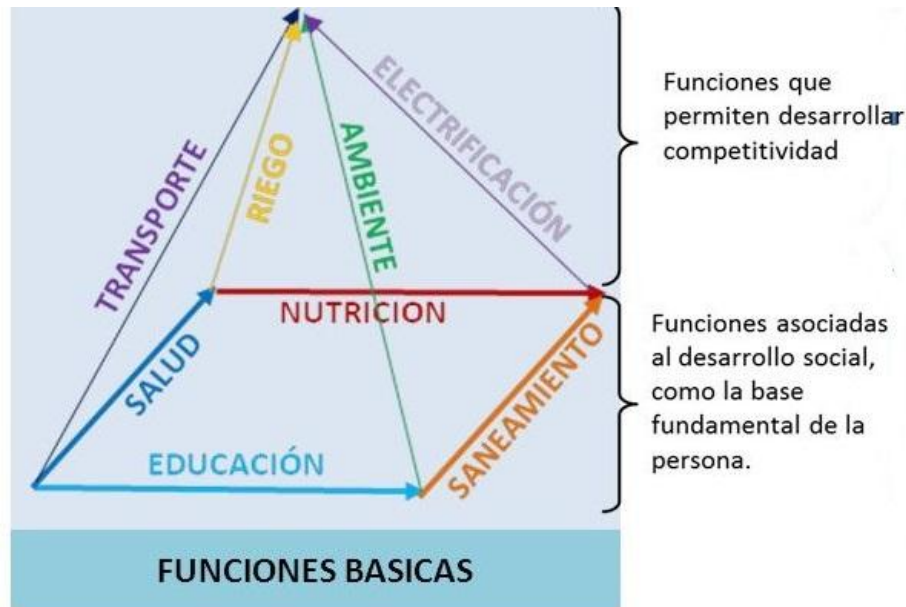 ELECTRIFICACIÓN
TRANSPORTE
RIEGO
AMBIENTE
Funciones que
permiten desarrollar
competitividad
NUTRICION
SALUD
SANEAMIENTO
EDUCACIÓN
Funciones asociadas
al desarrollo social,
como la base
fundamental de la
persona.
FUNCIONES BASICAS